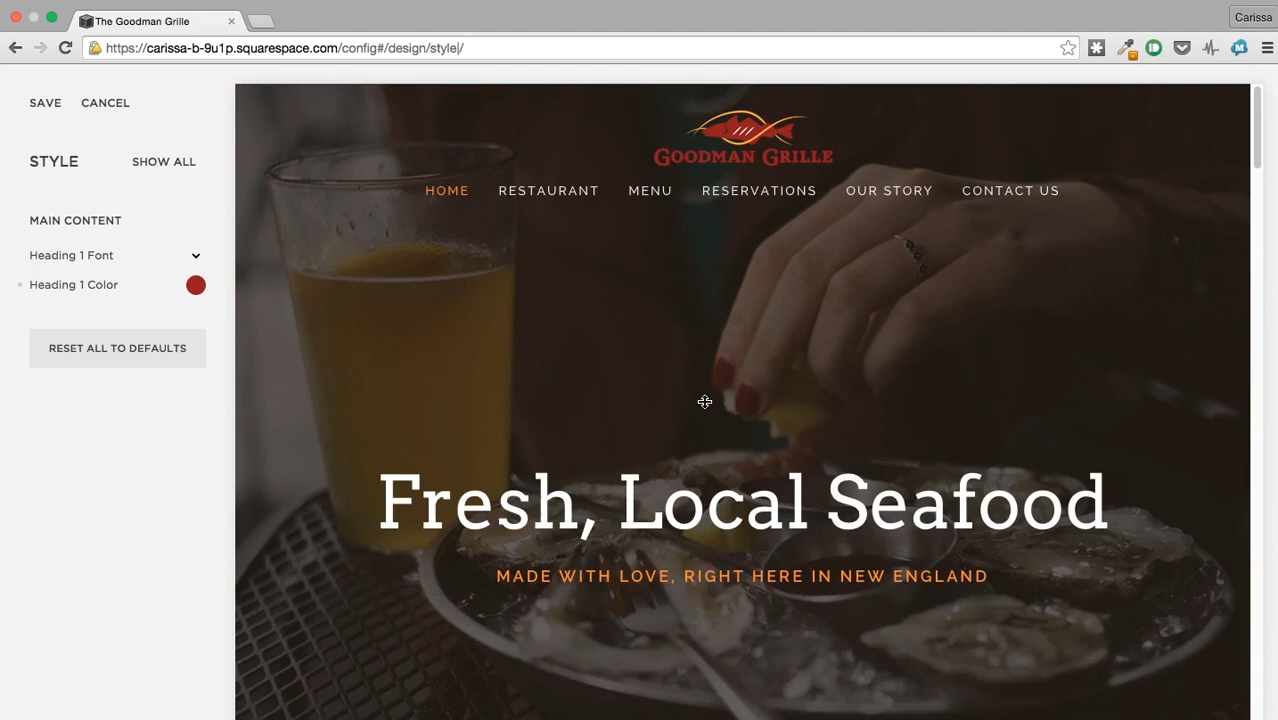 The Goodman Grille
Carissa
https://carissa-b-9u1p.squarespace.com/config#/design/style/
SAVE CANCEL
STYLE SHOW ALL
MAIN CONTENT
Heading 1 Font
Heading 1 Color
RESET ALL TO DEFAULTS
GOODMAN GRILLE
HOME RESTAURANT MENU RESERVATIONS OUR STORY CONTACT US
Fresh, Local Seafood
MADE WITH LOVE, RIGHT HERE IN NEW ENGLAND